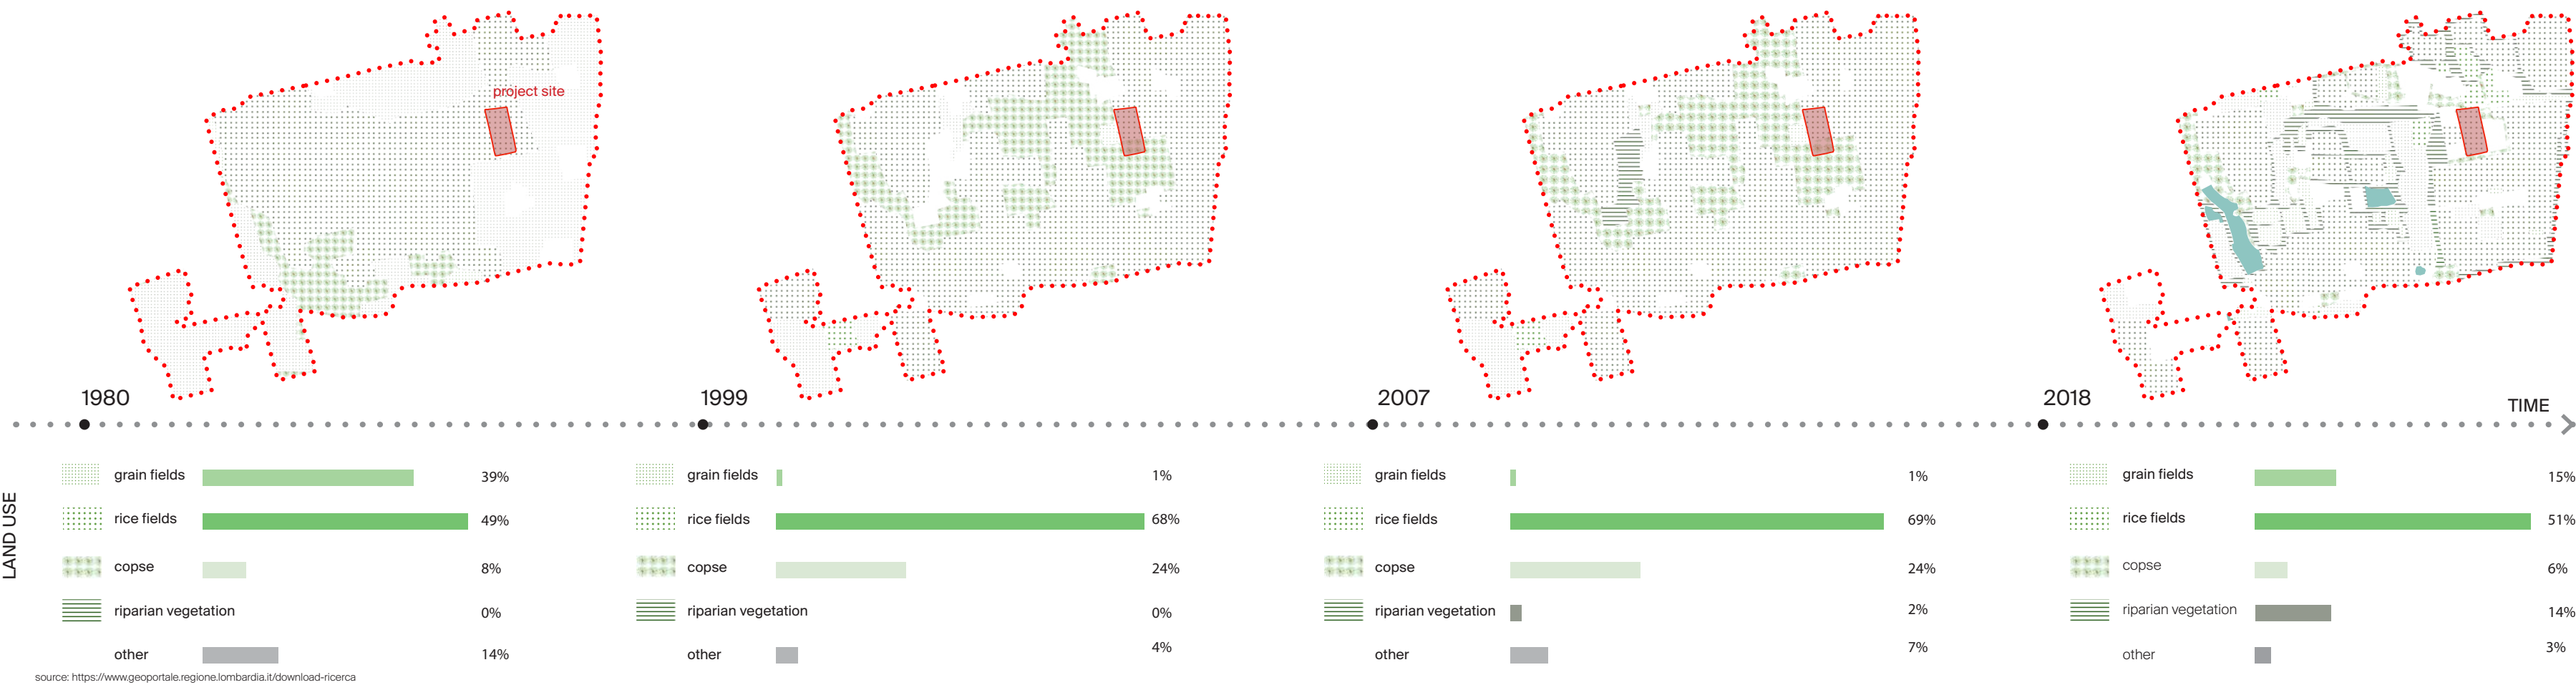 project site
1980
1999
2007
2018
TIME
LAND USE
grain fields 39%
rice fields 49%
copse 8%
riparian vegetation 0%
other 14%
grain fields 1%
rice fields 68%
copse 24%
riparian vegetation 0%
other 4%
grain fields 1%
rice fields 69%
copse 24%
riparian vegetation 2%
other 7%
grain fields 15%
rice fields 51%
copse 6%
riparian vegetation 14%
other 3%
source: https://www.geoportale.regione.lombardia.it/download-ricerca